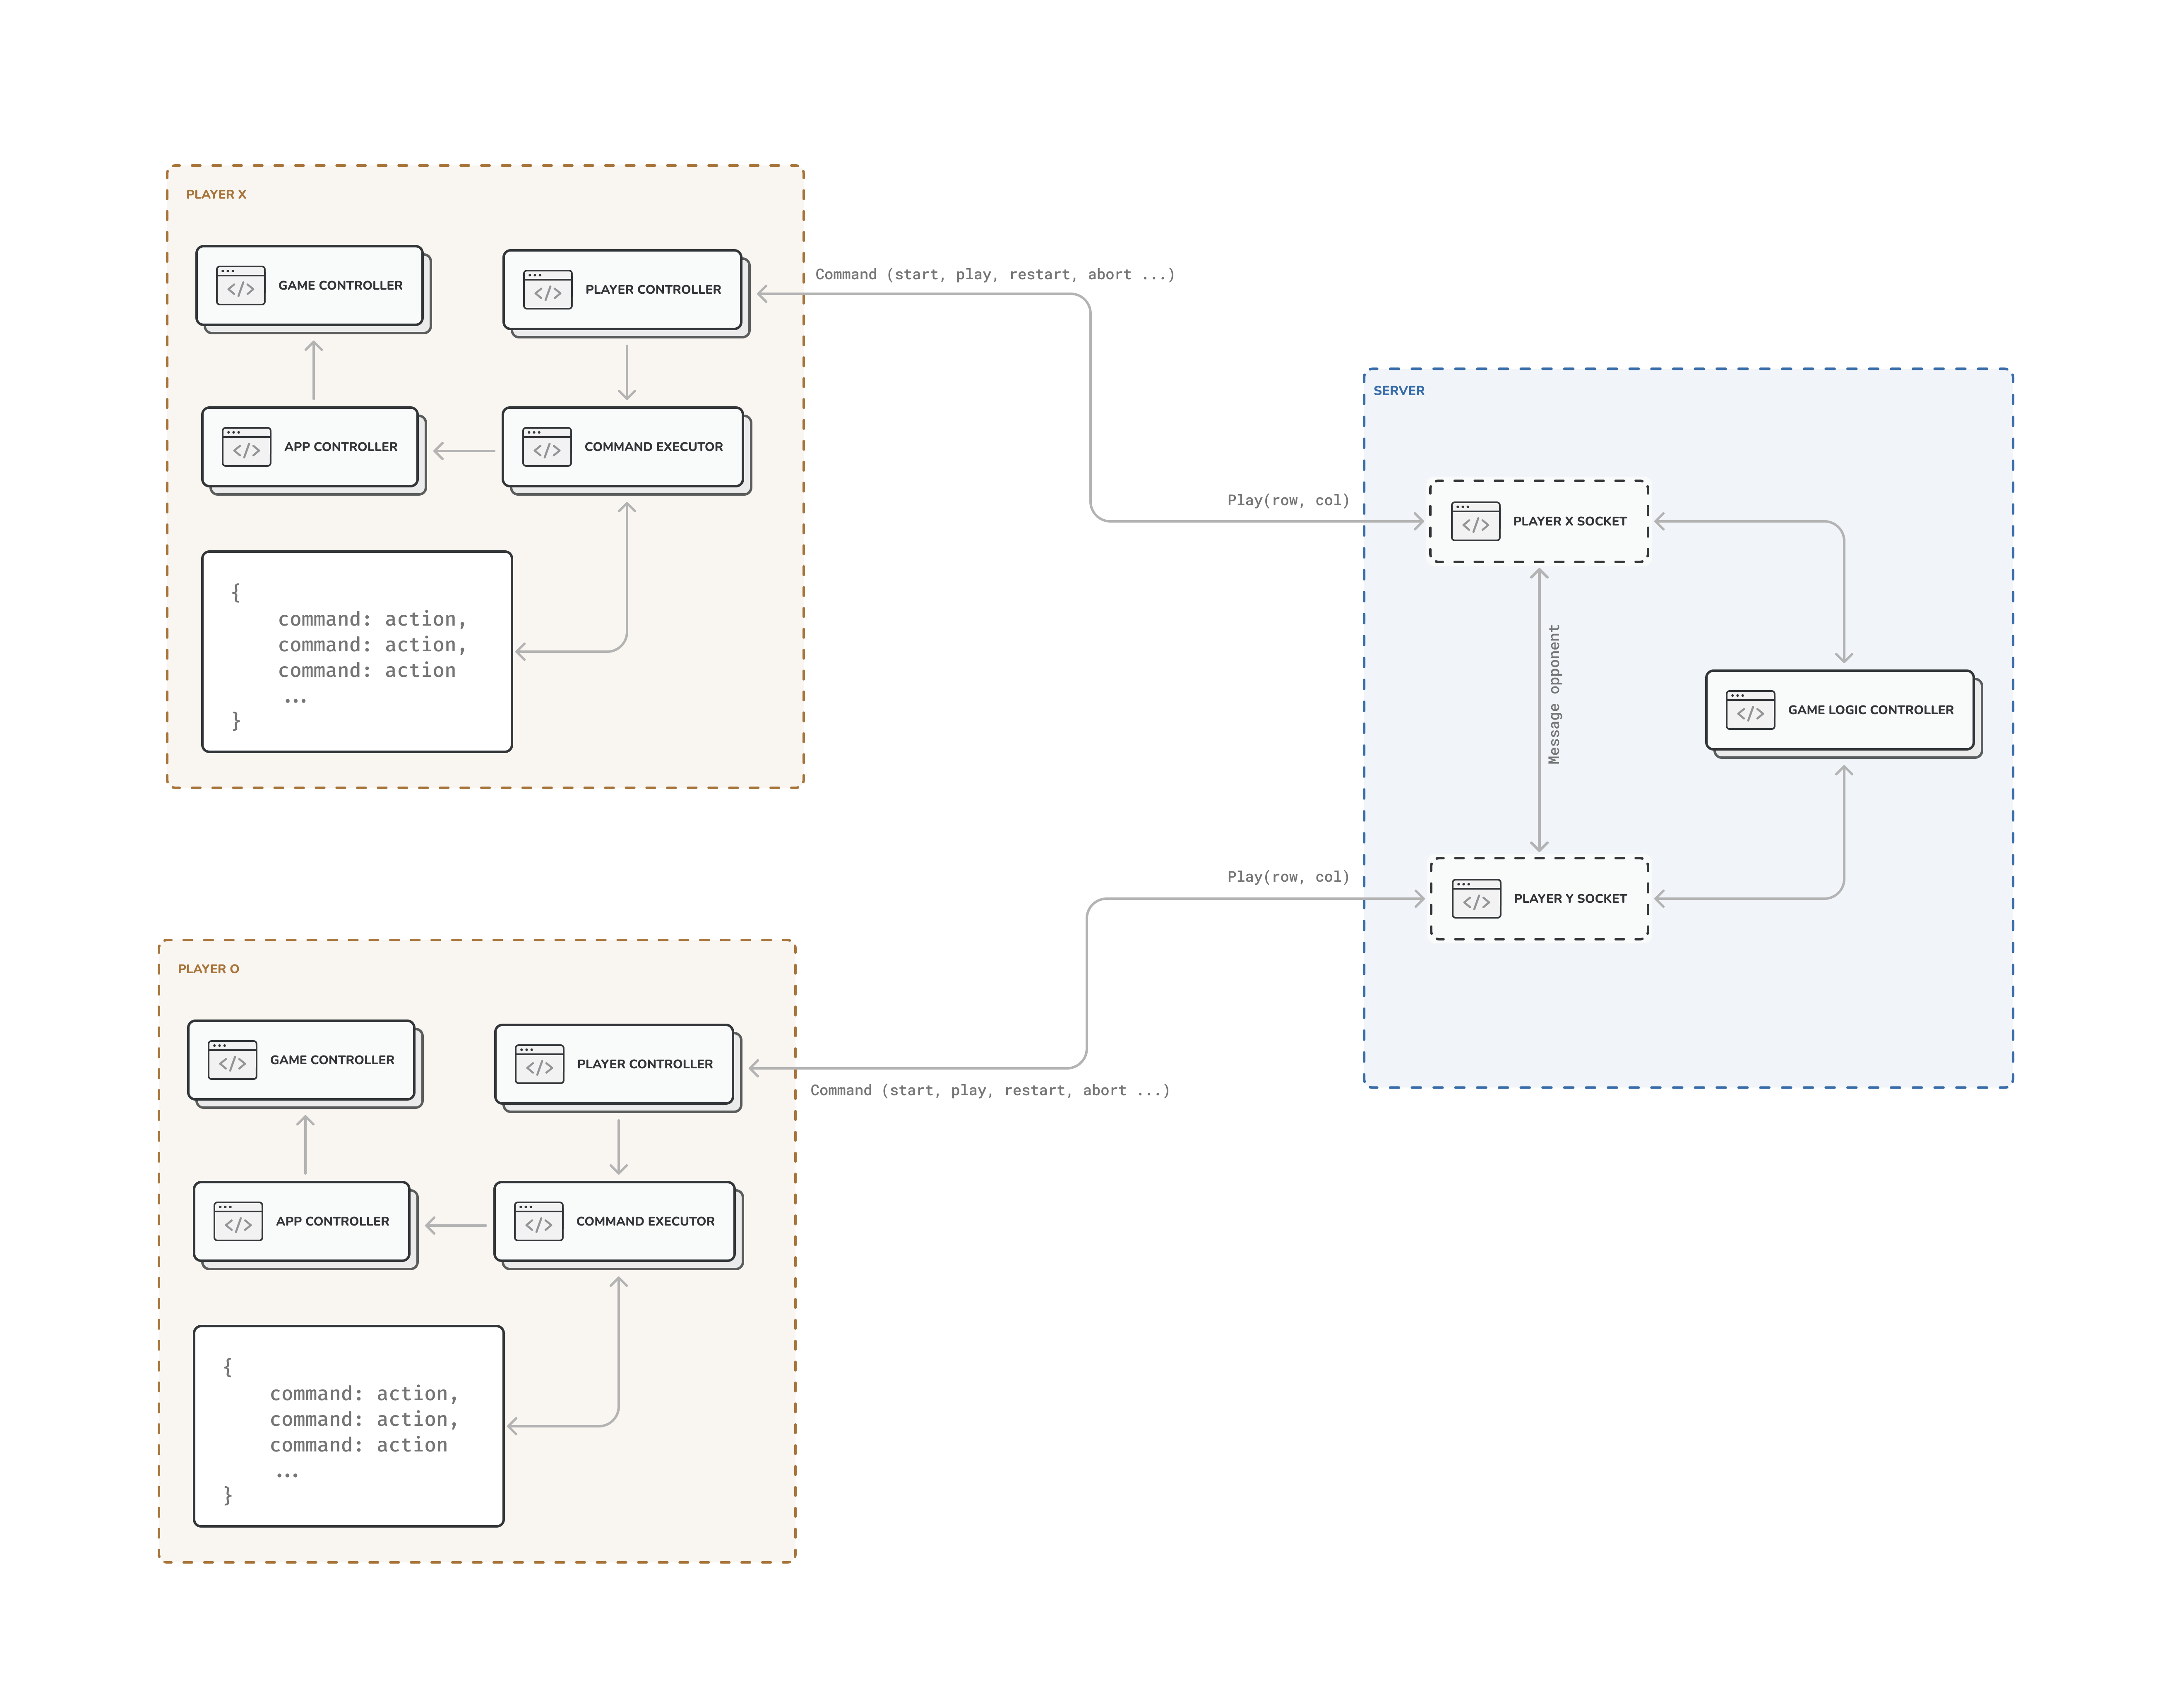 PLAYER X
GAME CONTROLLER
PLAYER CONTROLLER
Command (start, play, restart, abort ...)
APP CONTROLLER
COMMAND EXECUTOR
{
command: action,
command: action,
command: action
...
}
SERVER
Play(row, col)
PLAYER X SOCKET
Message opponent
GAME LOGIC CONTROLLER
Play(row, col)
PLAYER Y SOCKET
PLAYER O
GAME CONTROLLER
PLAYER CONTROLLER
Command (start, play, restart, abort ...)
APP CONTROLLER
COMMAND EXECUTOR
{
command: action,
command: action,
command: action
...
}